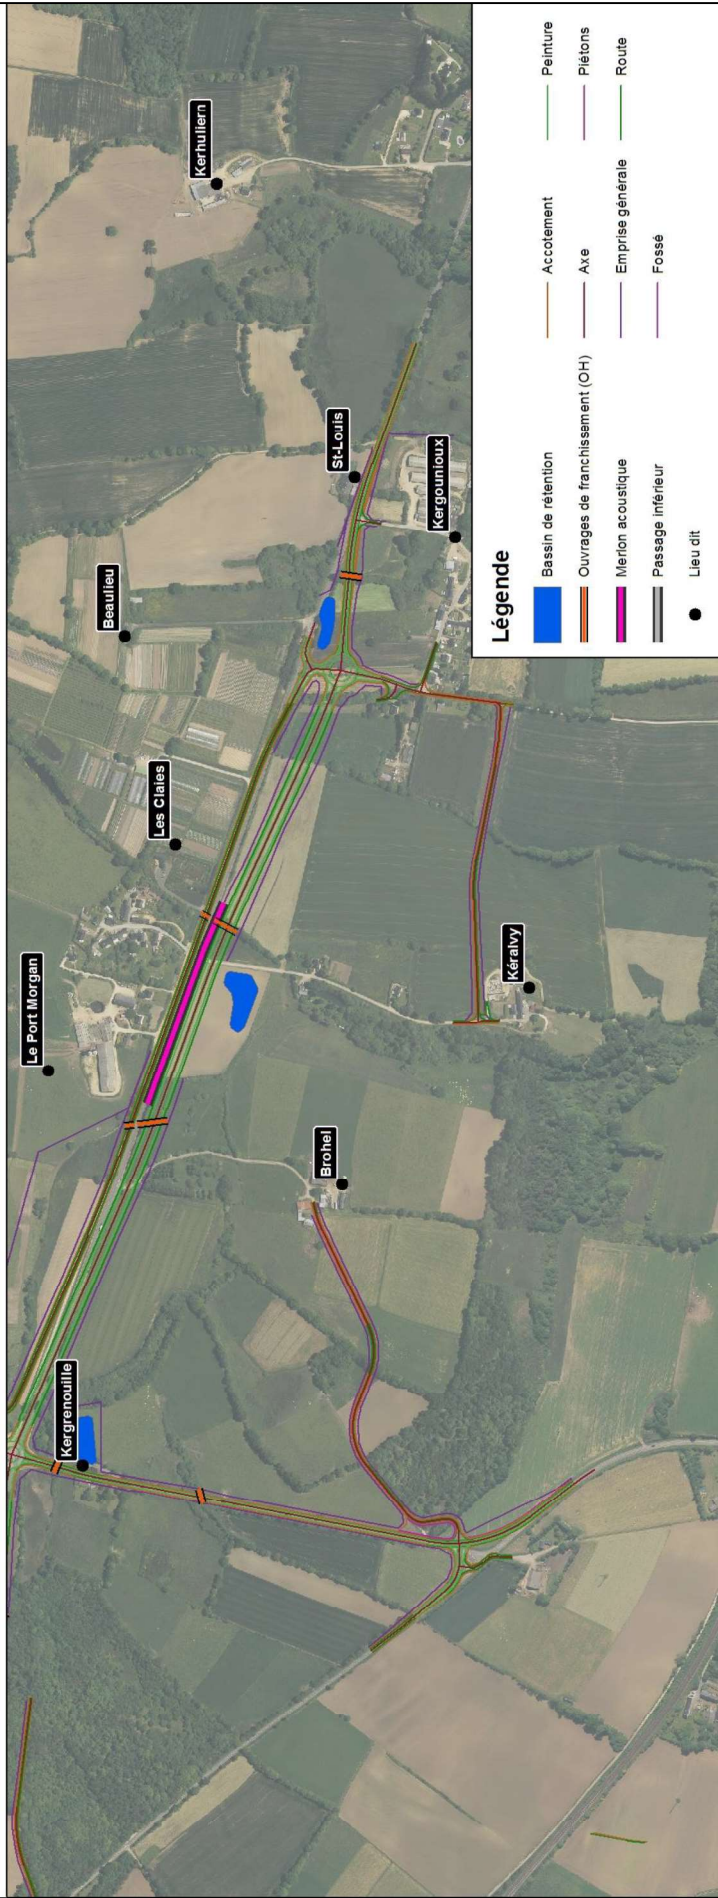 Kergrenouille
Le Port Morgan
Les Claies
Beaulieu
Kerhuliern
Brohel
Kéralvy
St-Louis
Kergounioux
Légende
Bassin de rétention
Ouvrages de franchissement (OH)
Merlon acoustique
Passage inférieur
Lieu dit
Accotement
Axe
Emprise générale
Fossé
Peinture
Piétons
Route